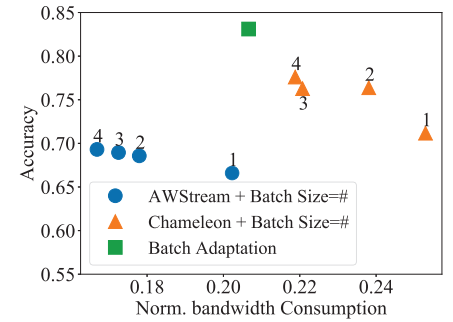 0.85
0.80
0.75
0.70
0.65
0.60
0.55
Accuracy
4
3
2
1
4
3
2
1
AWStream + Batch Size=#
Chameleon + Batch Size=#
Batch Adaptation
0.18 0.20 0.22 0.24
Norm. bandwidth Consumption